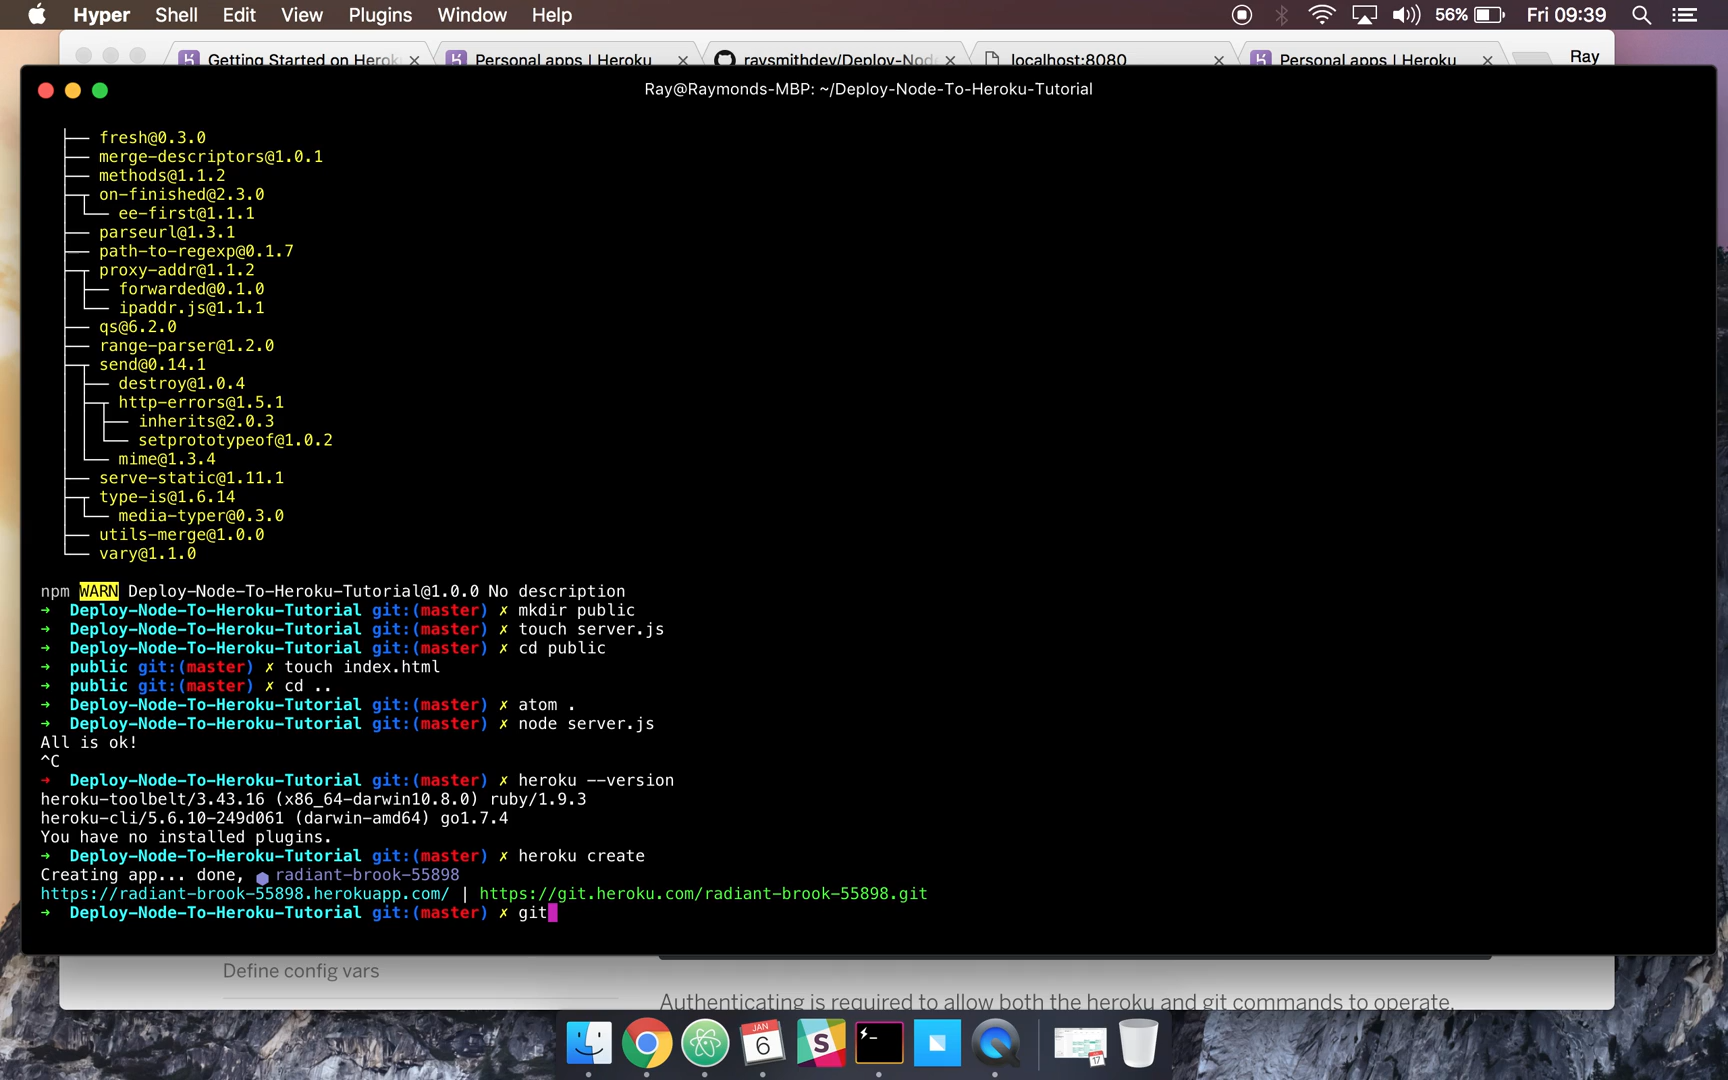 Hyper Shell Edit View Plugins Window Help 56% Fri 09:39
Getting Started on Herok Personal apps | Heroku raysmithdev/Deploy-Node localhost:8080 Personal apps | Heroku Ray
Ray@Raymonds-MBP: ~/Deploy-Node-To-Heroku-Tutorial
├── fresh@0.3.0
├── merge-descriptors@1.0.1
├── methods@1.1.2
├─┬ on-finished@2.3.0
│ └── ee-first@1.1.1
├── parseurl@1.3.1
├── path-to-regexp@0.1.7
├─┬ proxy-addr@1.1.2
│ ├── forwarded@0.1.0
│ └── ipaddr.js@1.1.1
├── qs@6.2.0
├── range-parser@1.2.0
├─┬ send@0.14.1
│ ├── destroy@1.0.4
│ ├─┬ http-errors@1.5.1
│ │ ├── inherits@2.0.3
│ │ └── setprototypeof@1.0.2
│ └── mime@1.3.4
├── serve-static@1.11.1
├─┬ type-is@1.6.14
│ └── media-typer@0.3.0
├── utils-merge@1.0.0
└── vary@1.1.0
npm WARN Deploy-Node-To-Heroku-Tutorial@1.0.0 No description
➜ Deploy-Node-To-Heroku-Tutorial git:(master) ✗ mkdir public
➜ Deploy-Node-To-Heroku-Tutorial git:(master) ✗ touch server.js
➜ Deploy-Node-To-Heroku-Tutorial git:(master) ✗ cd public
➜ public git:(master) ✗ touch index.html
➜ public git:(master) ✗ cd ..
➜ Deploy-Node-To-Heroku-Tutorial git:(master) ✗ atom .
➜ Deploy-Node-To-Heroku-Tutorial git:(master) ✗ node server.js
All is ok!
^C
➜ Deploy-Node-To-Heroku-Tutorial git:(master) ✗ heroku --version
heroku-toolbelt/3.43.16 (x86_64-darwin10.8.0) ruby/1.9.3
heroku-cli/5.6.10-249d061 (darwin-amd64) go1.7.4
You have no installed plugins.
➜ Deploy-Node-To-Heroku-Tutorial git:(master) ✗ heroku create
Creating app... done, ⬢ radiant-brook-55898
https://radiant-brook-55898.herokuapp.com/ | https://git.heroku.com/radiant-brook-55898.git
➜ Deploy-Node-To-Heroku-Tutorial git:(master) ✗ git
Define config vars
Authenticating is required to allow both the heroku and git commands to operate.
JAN
6
17